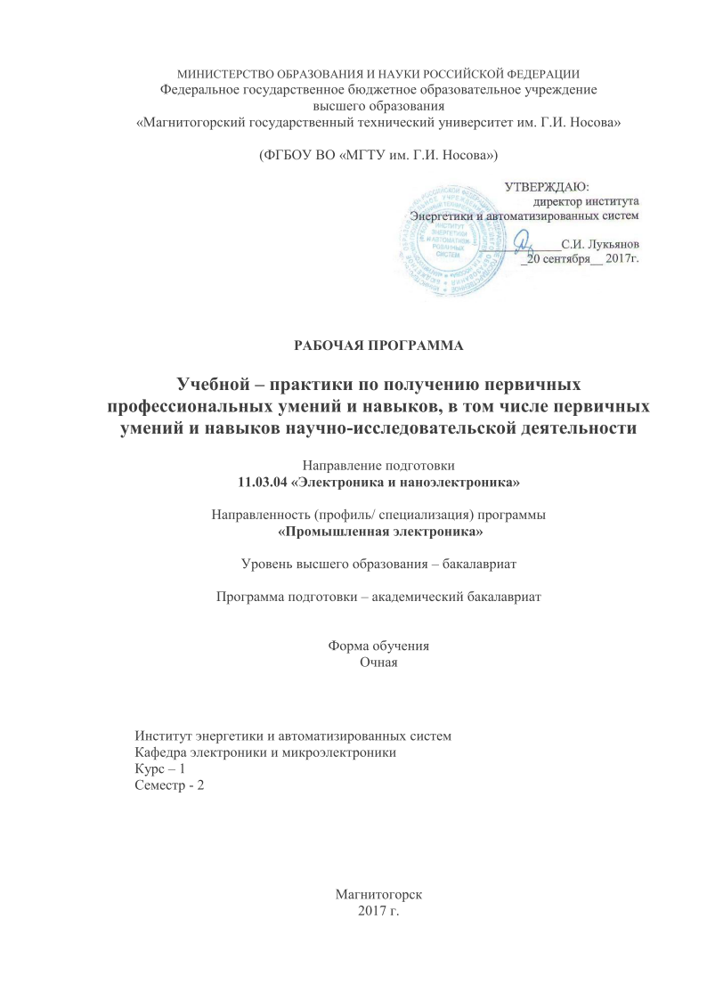 МИНИСТЕРСТВО ОБРАЗОВАНИЯ И НАУКИ РОССИЙСКОЙ ФЕДЕРАЦИИ
Федеральное государственное бюджетное образовательное учреждение
высшего образования
«Магнитогорский государственный технический университет им. Г.И. Носова»
(ФГБОУ ВО «МГТУ им. Г.И. Носова»)
УТВЕРЖДАЮ:
директор института
Энергетики и автоматизированных систем
ИНСТИТУТ
ЭНЕРГЕТИКИ
И АВТОМАТИЗИ-
РОВАННЫХ
СИСТЕМ
С.И. Лукьянов
_20 сентября__ 2017г.
РАБОЧАЯ ПРОГРАММА
Учебной – практики по получению первичных
профессиональных умений и навыков, в том числе первичных
умений и навыков научно-исследовательской деятельности
Направление подготовки
11.03.04 «Электроника и наноэлектроника»
Направленность (профиль/ специализация) программы
«Промышленная электроника»
Уровень высшего образования – бакалавриат
Программа подготовки – академический бакалавриат
Форма обучения
Очная
Институт энергетики и автоматизированных систем
Кафедра электроники и микроэлектроники
Курс – 1
Семестр - 2
Магнитогорск
2017 г.